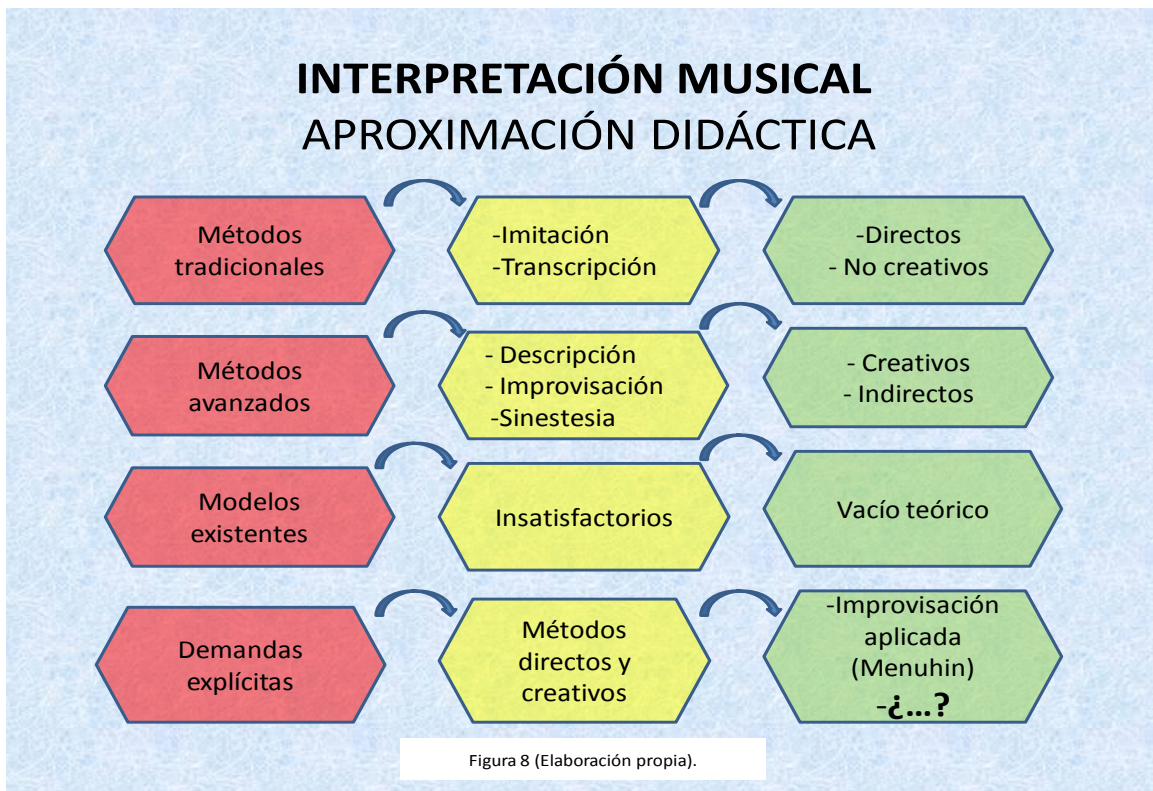 INTERPRETACIÓN MUSICAL
APROXIMACIÓN DIDÁCTICA
Métodos
tradicionales
-Imitación
-Transcripción
-Directos
- No creativos
Métodos
avanzados
- Descripción
- Improvisación
-Sinestesia
- Creativos
- Indirectos
Modelos
existentes
Insatisfactorios
Vacío teórico
Demandas
explícitas
Métodos
directos y
creativos
-Improvisación
aplicada
(Menuhin)
-¿...?
Figura 8 (Elaboración propia).